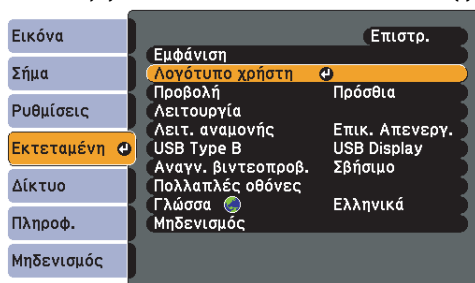 Εικόνα
Σήμα
Ρυθμίσεις
Εκτεταμένη
Δίκτυο
Πληροφ.
Μηδενισμός
Επιστρ.
Εμφάνιση
Λογότυπο χρήστη
Προβολή Πρόσθια
Λειτουργία
Λειτ. αναμονής Επικ. Απενεργ.
USB Type B USB Display
Αναγν. βιντεοπροβ. Σβήσιμο
Πολλαπλές οθόνες
Γλώσσα Ελληνικά
Μηδενισμός